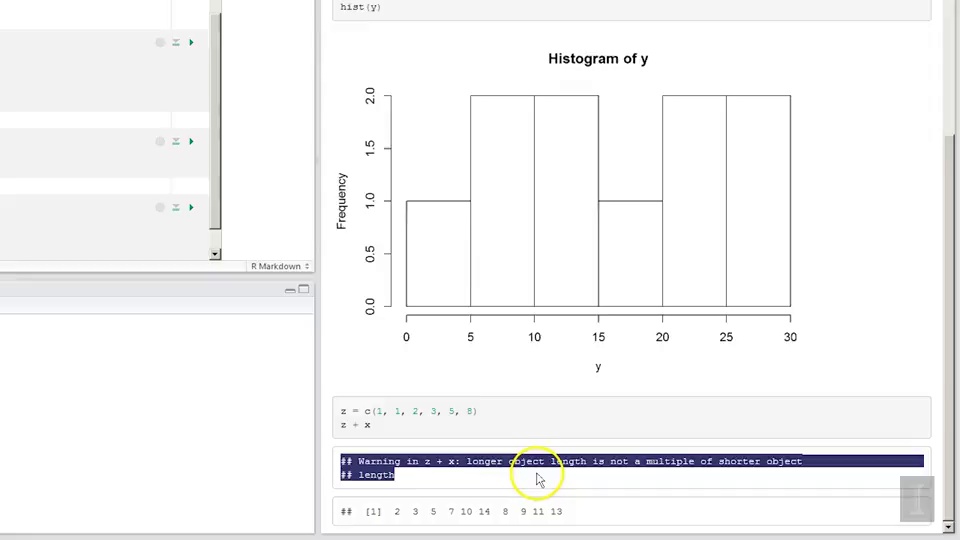 hist(y)
Histogram of y
2.0
1.5
1.0
0.5
0.0
Frequency
0 5 10 15 20 25 30
y
R Markdown
z = c(1, 1, 2, 3, 5, 8)
z + x
## Warning in z + x: longer object length is not a multiple of shorter object
## length
## [1] 2 3 5 7 10 14 8 9 11 13